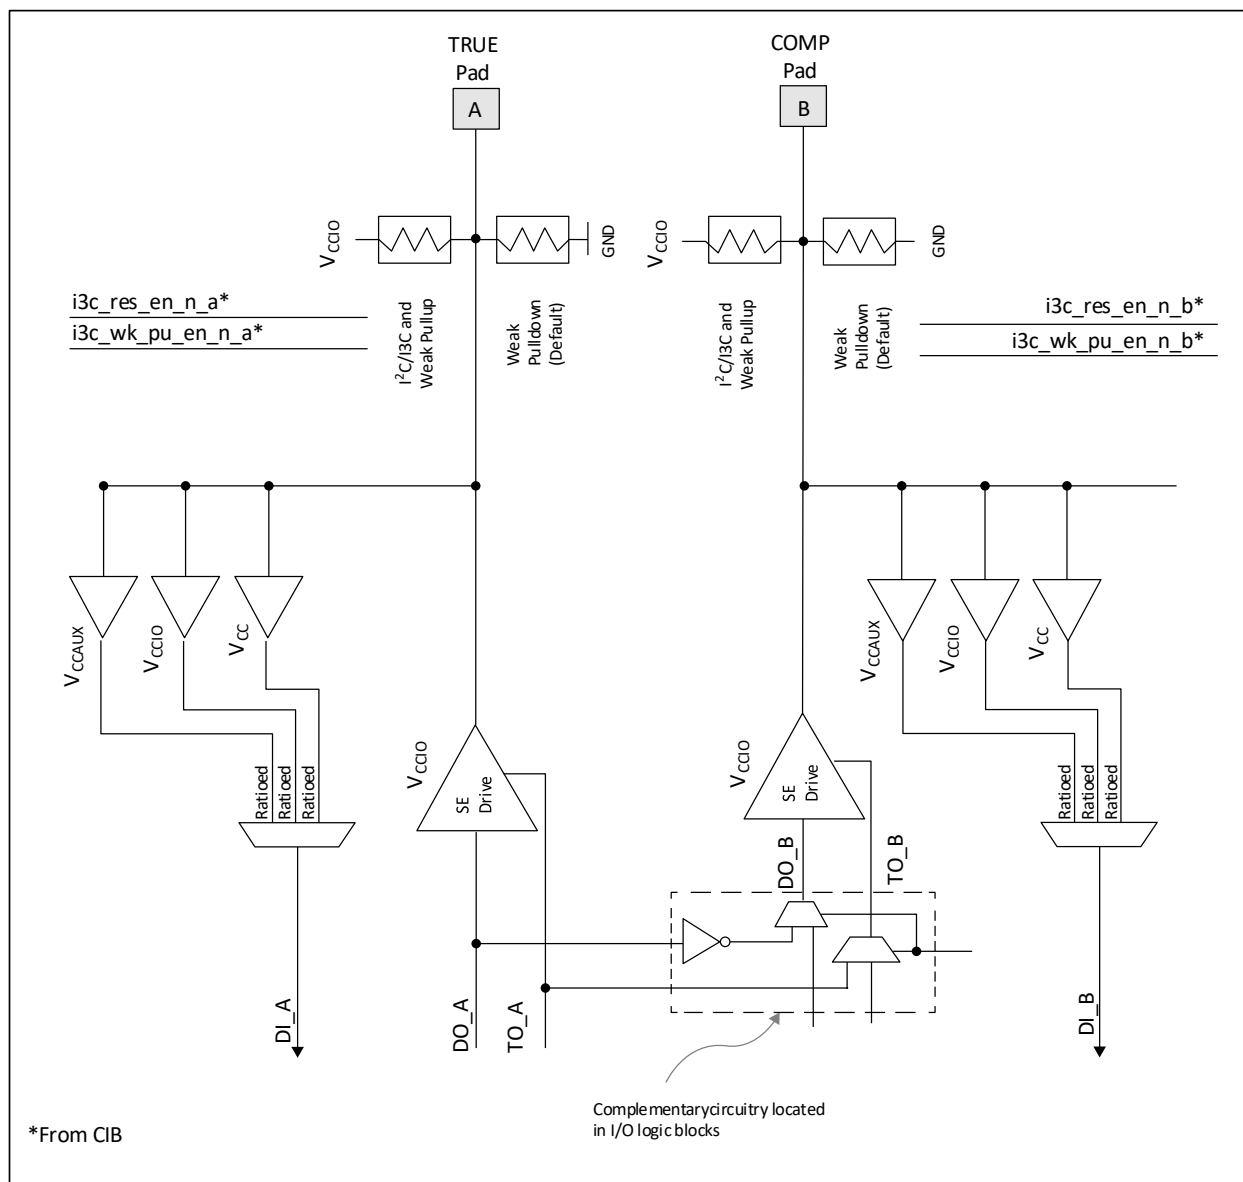 TRUE
Pad
A
COMP
Pad
B
VCCIO
GND
VCCIO
GND
i3c_res_en_n_a*
i3c_wk_pu_en_n_a*
I2C/I3C and
Weak Pullup
Weak
Pulldown
(Default)
I2C/I3C and
Weak Pullup
Weak
Pulldown
(Default)
i3c_res_en_n_b*
i3c_wk_pu_en_n_b*
VCCAUX
VCCIO
VCC
Ratioed
Ratioed
Ratioed
VCCIO
SE
Drive
VCCIO
SE
Drive
VCCAUX
VCCIO
VCC
Ratioed
Ratioed
Ratioed
DO_B
TO_B
DI_A
DO_A
TO_A
DI_B
Complementarycircuitry located
in I/O logic blocks
*From CIB